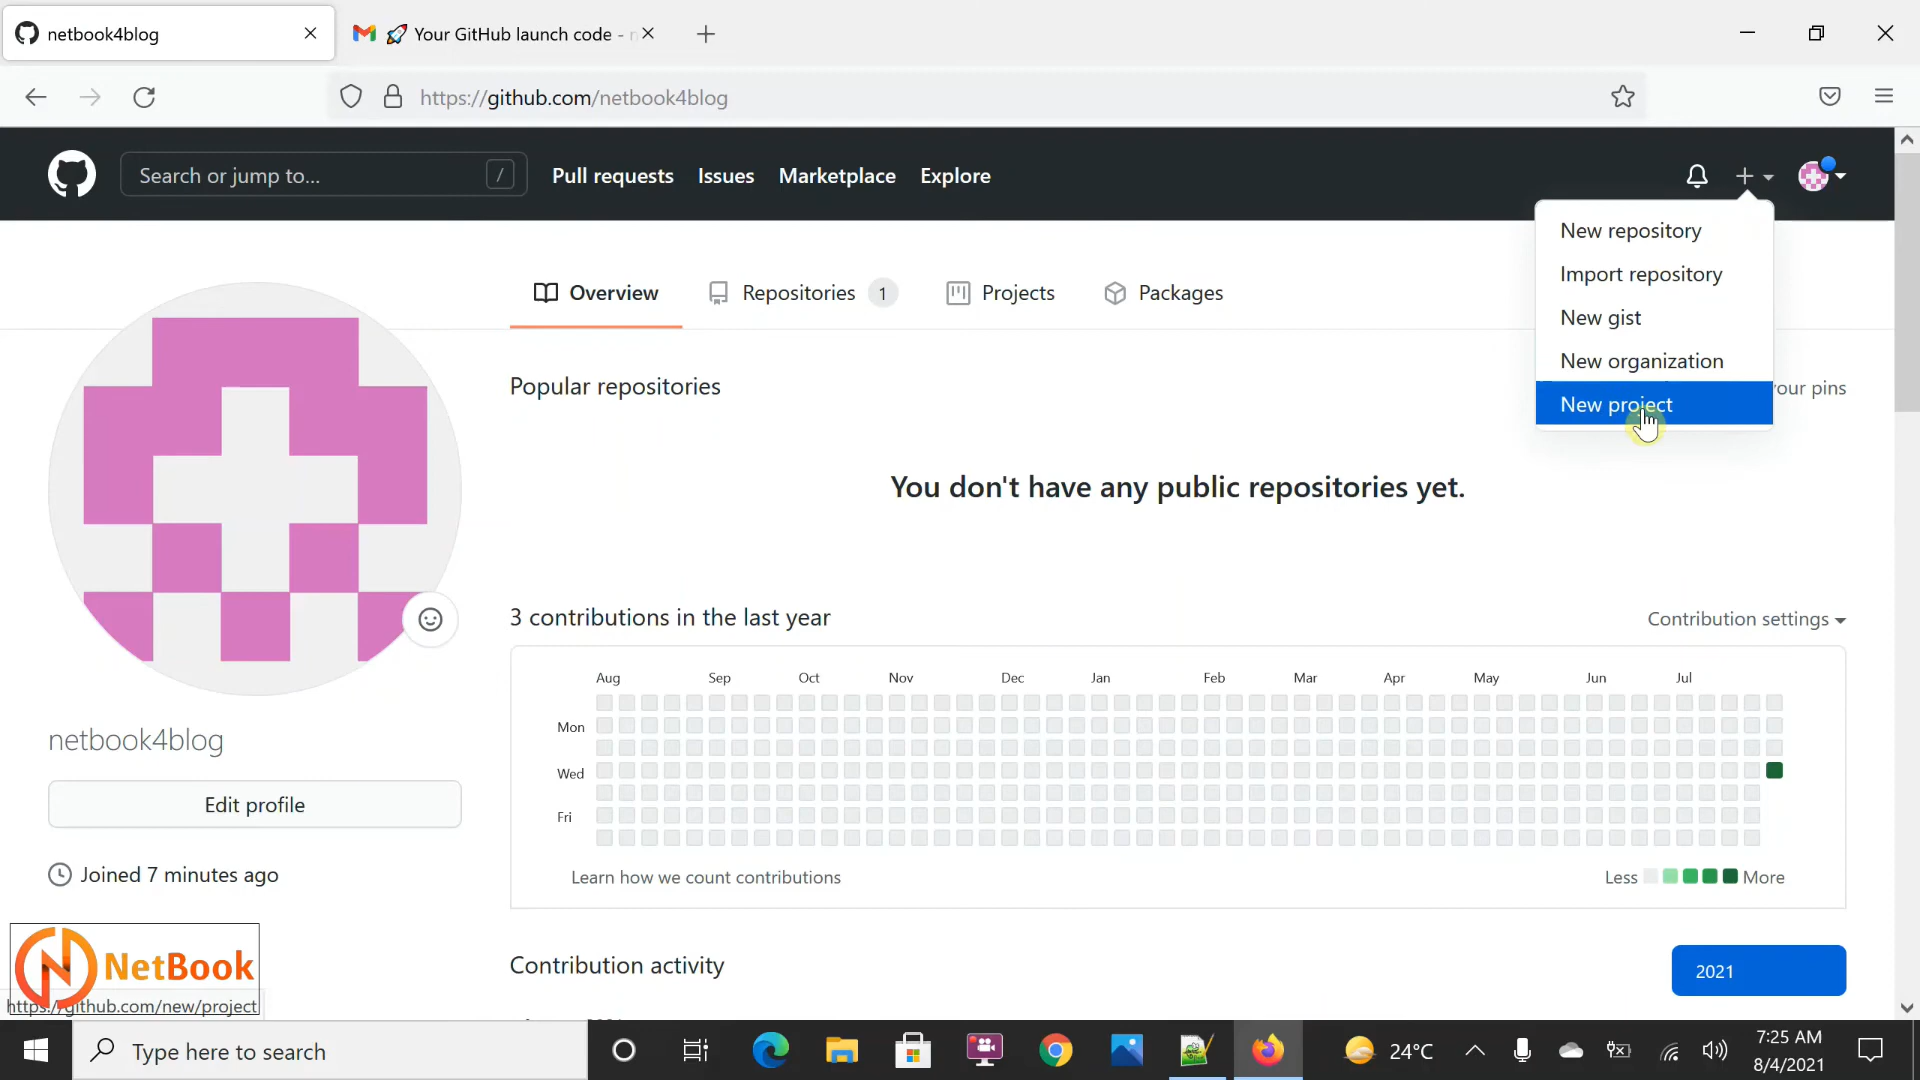 netbook4blog
Your GitHub launch code -
https://github.com/netbook4blog
Search or jump to...
/
Pull requests
Issues
Marketplace
Explore
New repository
Import repository
New gist
New organization
New project
Overview
Repositories 1
Projects
Packages
Popular repositories
our pins
You don't have any public repositories yet.
3 contributions in the last year
Contribution settings
Aug Sep Oct Nov Dec Jan Feb Mar Apr May Jun Jul
Mon
Wed
Fri
Learn how we count contributions
Less More
netbook4blog
Edit profile
Joined 7 minutes ago
Contribution activity
2021
NetBook
https://github.com/new/project
Type here to search
24°C
7:25 AM
8/4/2021